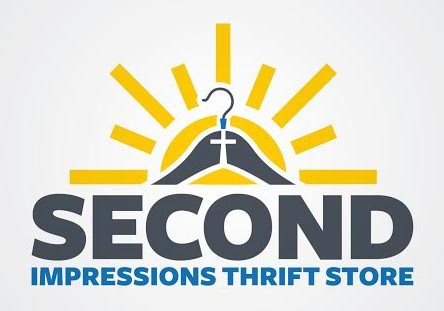 SECOND
IMPRESSIONS THRIFT STORE